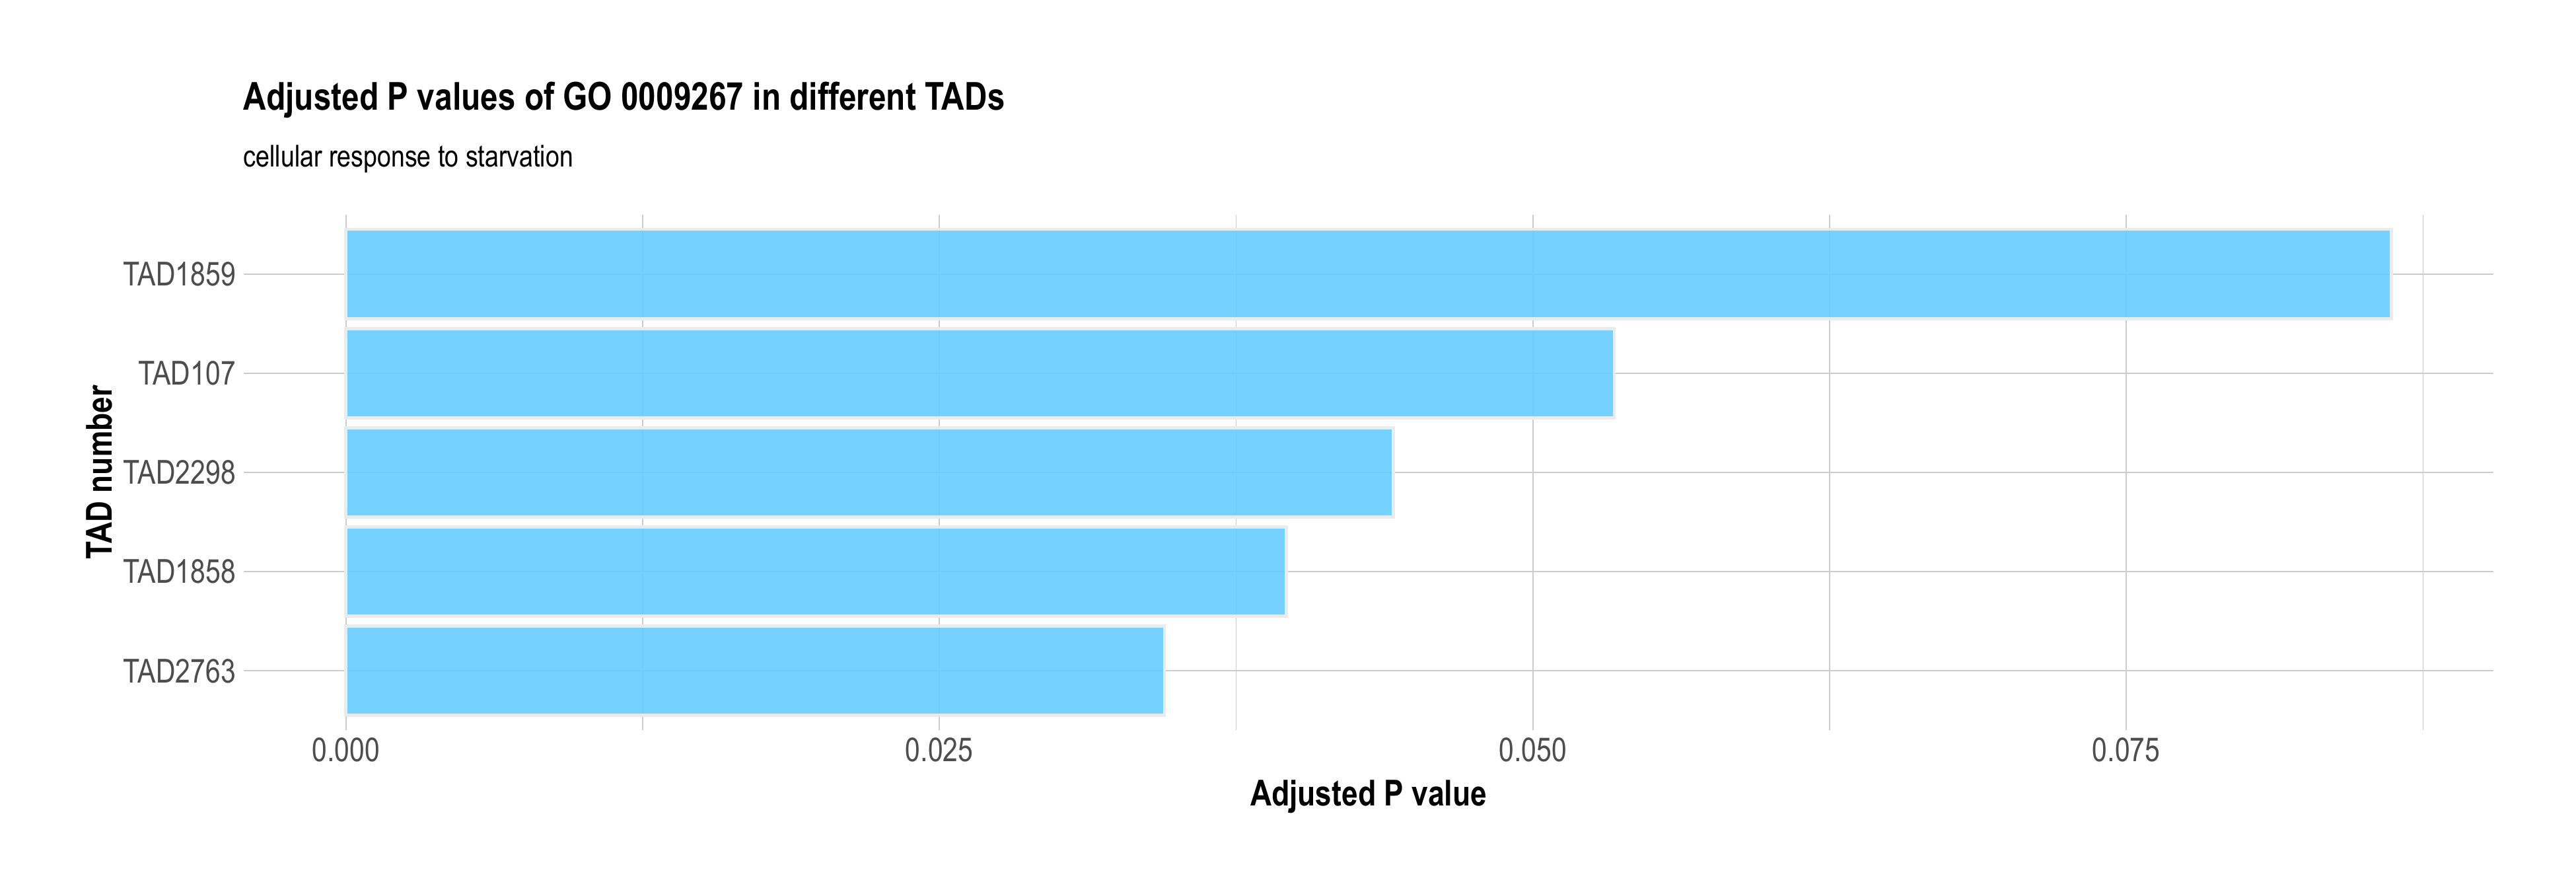 Adjusted P values of GO 0009267 in different TADs
cellular response to starvation
TAD number
TAD1859
TAD107
TAD2298
TAD1858
TAD2763
0.000 0.025 0.050 0.075
Adjusted P value